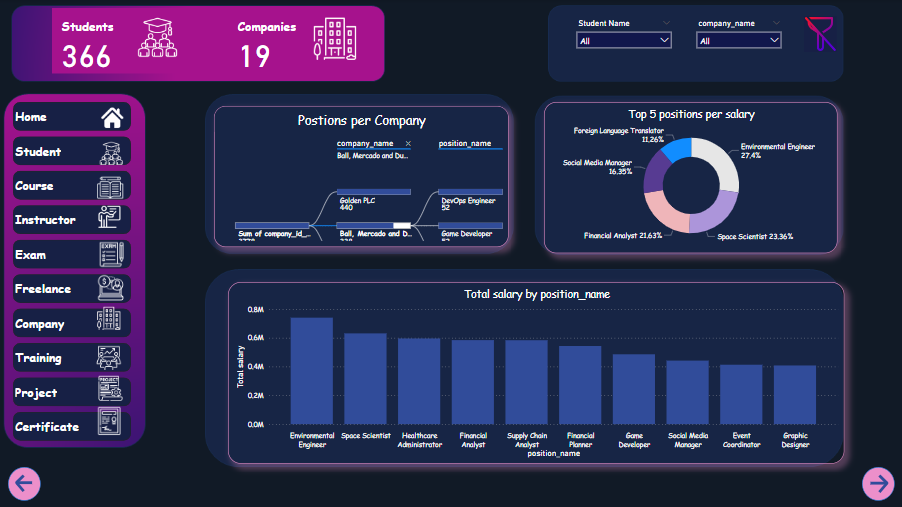 Students
366
Companies
19
Student Name
All
company_name
All
Home
Student
Course
Instructor
Exam
Freelance
Company
Training
Project
Certificate
EXAM
PROJECT
Postions per Company
company_name
Ball, Mercado and Du...
position_name
Golden PLC
440
DevOps Engineer
52
Sum of company_id_...
Ball, Mercado and D...
Game Developer
Top 5 positions per salary
Foreign Language Translator
11.26%
Environmental Engineer
27.4%
Social Media Manager
16.35%
Financial Analyst 21.63%
Space Scientist 23.36%
Total salary by position_name
Total salary
0.8M
0.6M
0.4M
0.2M
0.0M
Environmental
Engineer
Space Scientist
Healthcare
Administrator
Financial
Analyst
Supply Chain
Analyst
Financial
Planner
Game
Developer
Social Media
Manager
Event
Coordinator
Graphic
Designer
position_name